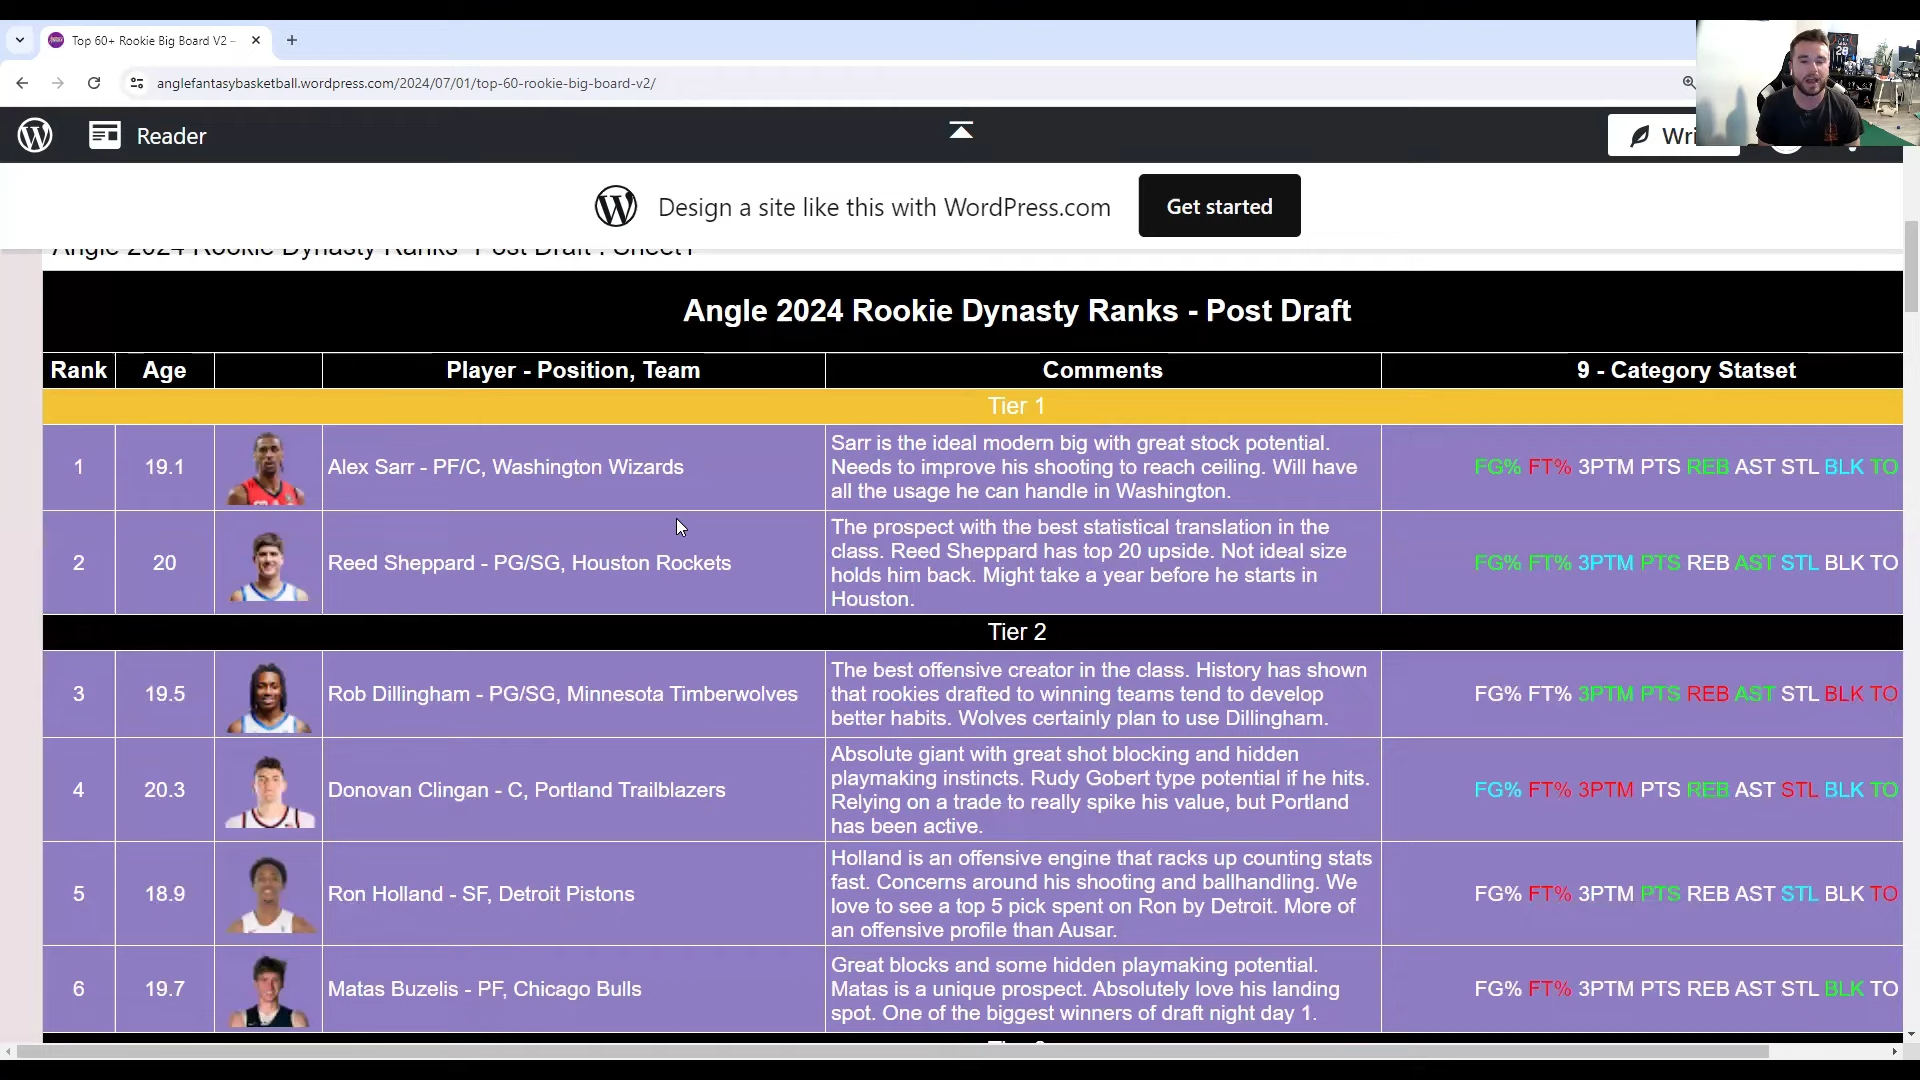 Top 60+ Rookie Big Board V2 –
anglefantasybasketball.wordpress.com/2024/07/01/top-60-rookie-big-board-v2/
Reader
Wri
Design a site like this with WordPress.com
Get started
Angle 2024 Rookie Dynasty Ranks - Post Draft : Sheet1
Angle 2024 Rookie Dynasty Ranks - Post Draft
Rank Age Player - Position, Team Comments 9 - Category Statset
Tier 1
1 19.1 Alex Sarr - PF/C, Washington Wizards
Sarr is the ideal modern big with great stock potential.
Needs to improve his shooting to reach ceiling. Will have
all the usage he can handle in Washington.
FG% FT% 3PTM PTS REB AST STL BLK TO
2 20 Reed Sheppard - PG/SG, Houston Rockets
The prospect with the best statistical translation in the
class. Reed Sheppard has top 20 upside. Not ideal size
holds him back. Might take a year before he starts in
Houston.
FG% FT% 3PTM PTS REB AST STL BLK TO
Tier 2
3 19.5 Rob Dillingham - PG/SG, Minnesota Timberwolves
The best offensive creator in the class. History has shown
that rookies drafted to winning teams tend to develop
better habits. Wolves certainly plan to use Dillingham.
FG% FT% 3PTM PTS REB AST STL BLK TO
4 20.3 Donovan Clingan - C, Portland Trailblazers
Absolute giant with great shot blocking and hidden
playmaking instincts. Rudy Gobert type potential if he hits.
Relying on a trade to really spike his value, but Portland
has been active.
FG% FT% 3PTM PTS REB AST STL BLK TO
5 18.9 Ron Holland - SF, Detroit Pistons
Holland is an offensive engine that racks up counting stats
fast. Concerns around his shooting and ballhandling. We
love to see a top 5 pick spent on Ron by Detroit. More of
an offensive profile than Ausar.
FG% FT% 3PTM PTS REB AST STL BLK TO
6 19.7 Matas Buzelis - PF, Chicago Bulls
Great blocks and some hidden playmaking potential.
Matas is a unique prospect. Absolutely love his landing
spot. One of the biggest winners of draft night day 1.
FG% FT% 3PTM PTS REB AST STL BLK TO